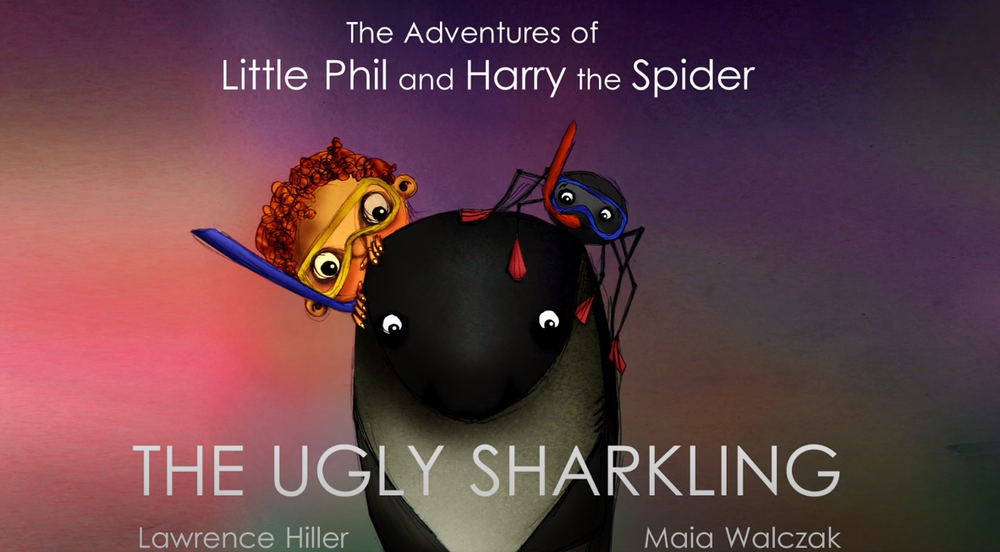 The Adventures of
Little Phil and Harry the Spider
THE UGLY SHARKLING
Lawrence Hiller Maia Walczak